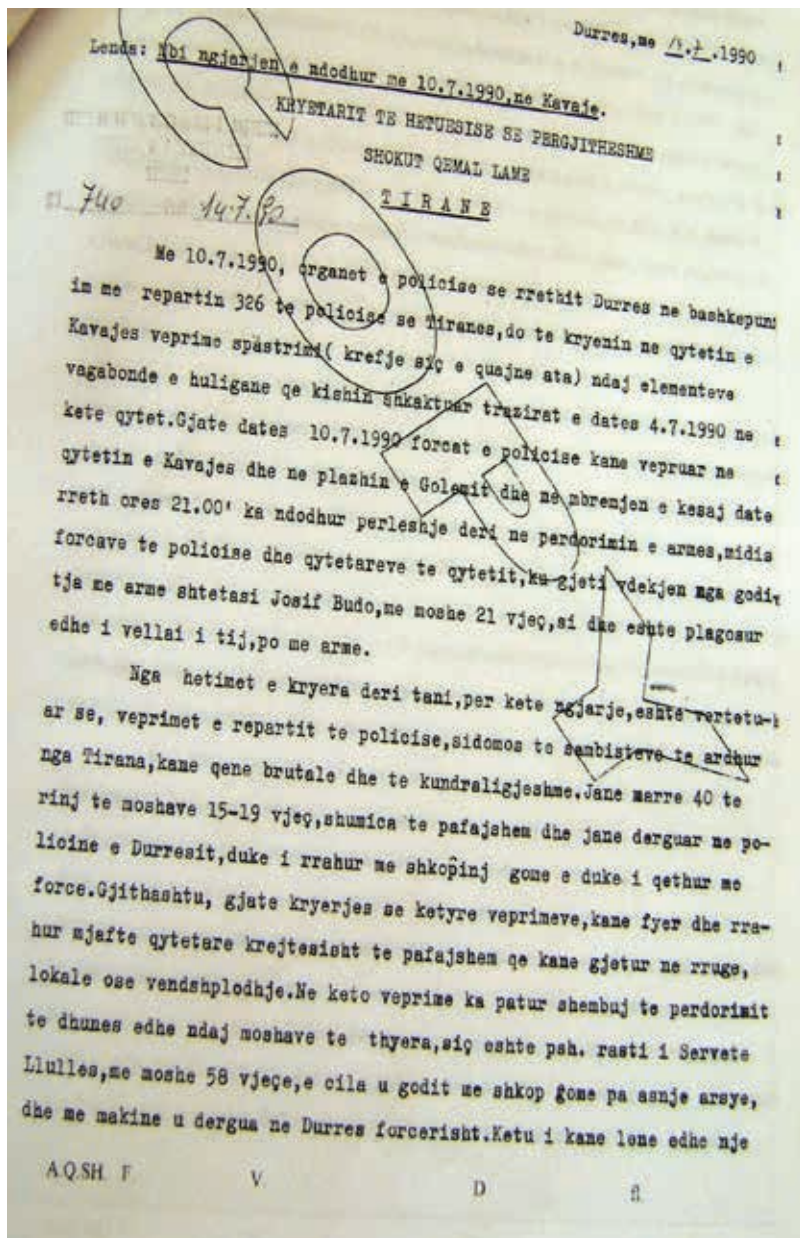 Durres,me 14.7.1990
Lenda: Mbi ngjarjen e ndodhur me 10.7.1990,ne Kavaje.
KRYETARIT TE HETUESISE SE PERGJITHESHME
SHOKUT QEMAL LAME
TIRANE
740 14.7.90
Me 10.7.1990, organet e policise se rrethit Durres ne bashkepun
im me repartin 326 te policise se Tiranes,do te kryenin ne qytetin e
Kavajes veprime spastrimi( krefje siç e quajne ata) ndaj elementeve
vagabonde e huligane qe kishin shkaktuar trazirat e dates 4.7.1990 ne
kete qytet.Gjate dates 10.7.1990 forcat e policise kane vepruar ne
qytetin e Kavajes dhe ne plazhin e Golemit dhe ne mbremjen e kesaj date
rreth ores 21.00' ka ndodhur perleshje deri ne perdorimin e armes,midis
forcave te policise dhe qytetareve te qytetit,ku gjeti vdekjen nga godi
tja me arme shtetasi Josif Budo,me moshe 21 vjeç,si dhe eshte plagosur
edhe i vellai i tij,po me arme.
Nga hetimet e kryera deri tani,per kete ngjarje,eshte vertetu-
ar se, veprimet e repartit te policise,sidomos te sambisteve te ardhur
nga Tirana,kane qene brutale dhe te kundraligjeshme.Jane marre 40 te
rinj te moshave 15-19 vjeç,shumica te pafajshem dhe jane derguar ne po-
licine e Durresit,duke i rrahur me shkopinj gome e duke i qethur me
force.Gjithashtu, gjate kryerjes se ketyre veprimeve,kane fyer dhe rra-
hur mjafte qytetare krejtesisht te pafajshem qe kane gjetur ne rruge,
lokale ose vendshplodhje.Ne keto veprime ka patur shembuj te perdorimit
te dhunes edhe ndaj moshave te thyera,siç eshte psh. rasti i Servete
Llulles,me moshe 58 vjeçe,e cila u godit me shkop gome pa asnje arsye,
dhe me makine u dergua ne Durres forcerisht.Ketu i kane lene edhe nje
A.Q.SH. F V D fl.